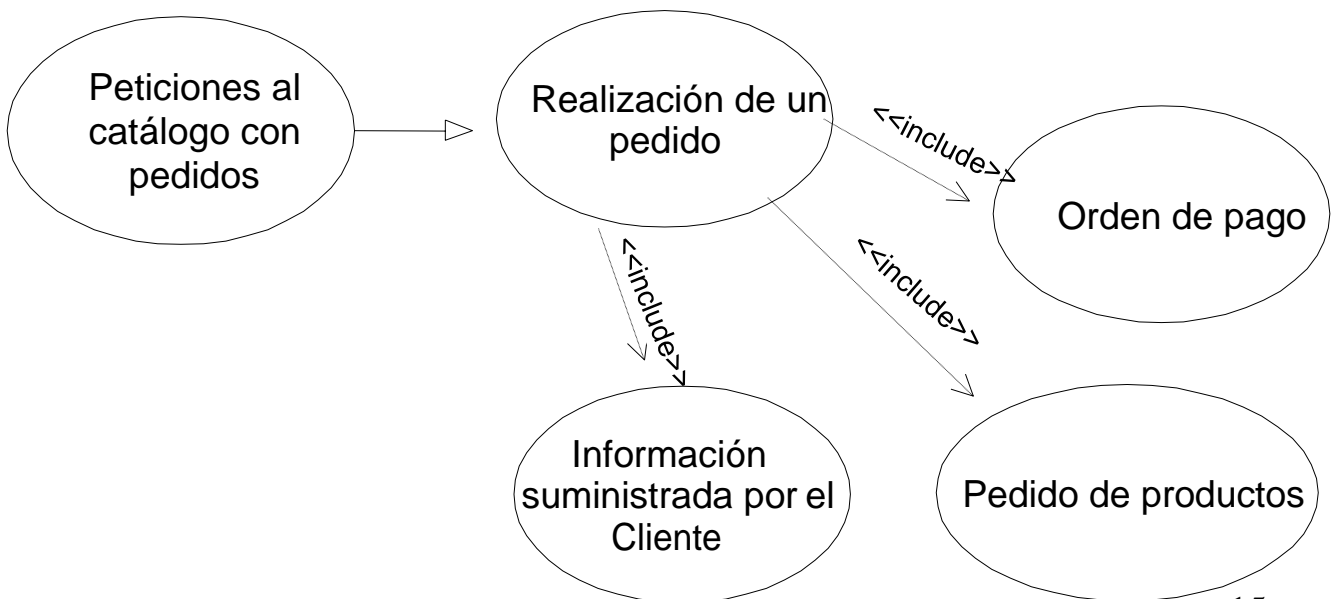 Peticiones al
catálogo con
pedidos
Realización de un
pedido
<<include>>
Orden de pago
<<include>>
<<include>>
Información
suministrada por el
Cliente
Pedido de productos